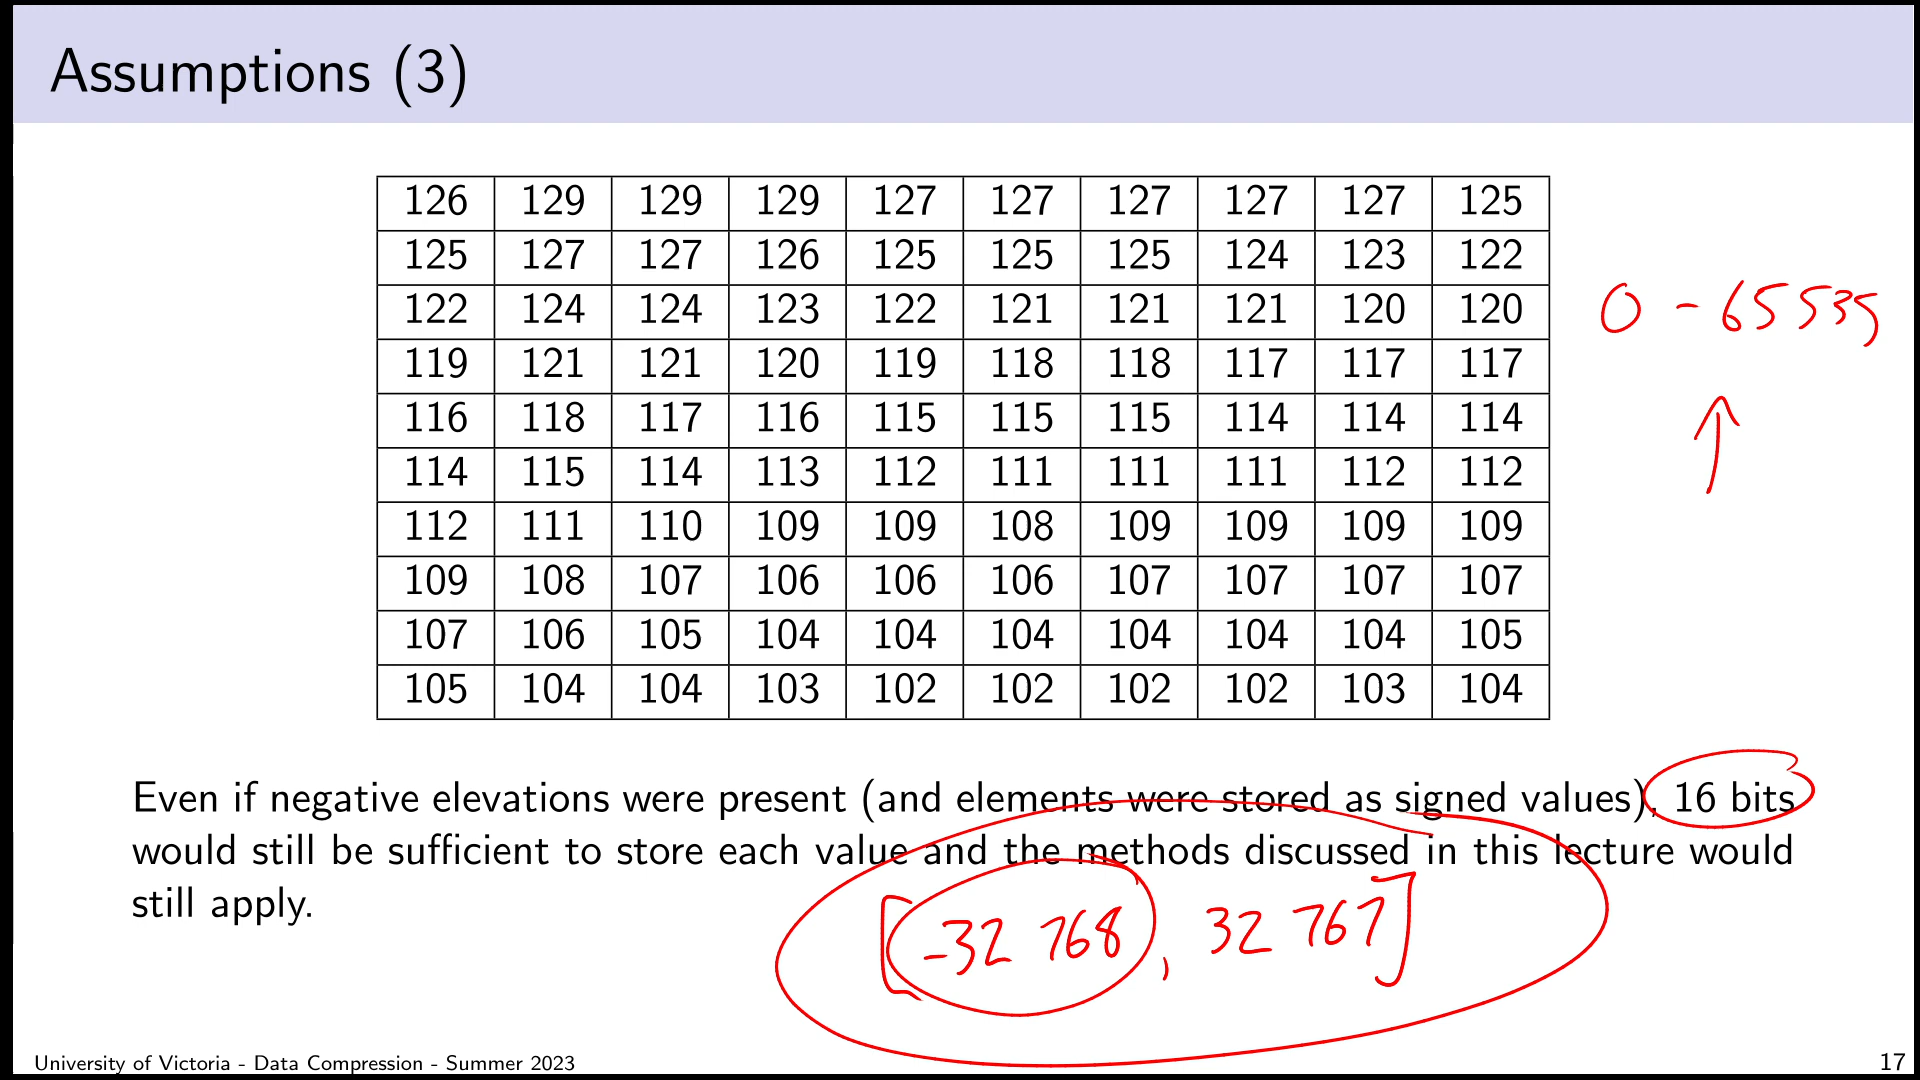 Assumptions (3)
126 129 129 129 127 127 127 127 127 125
125 127 127 126 125 125 125 124 123 122
122 124 124 123 122 121 121 121 120 120
119 121 121 120 119 118 118 117 117 117
116 118 117 116 115 115 115 114 114 114
114 115 114 113 112 111 111 111 112 112
112 111 110 109 109 108 109 109 109 109
109 108 107 106 106 106 107 107 107 107
107 106 105 104 104 104 104 104 104 105
105 104 104 103 102 102 102 102 103 104
0 - 65535
Even if negative elevations were present (and elements were stored as signed values), 16 bits
would still be sufficient to store each value and the methods discussed in this lecture would
still apply.
[-32 768, 32 767]
University of Victoria - Data Compression - Summer 2023
17